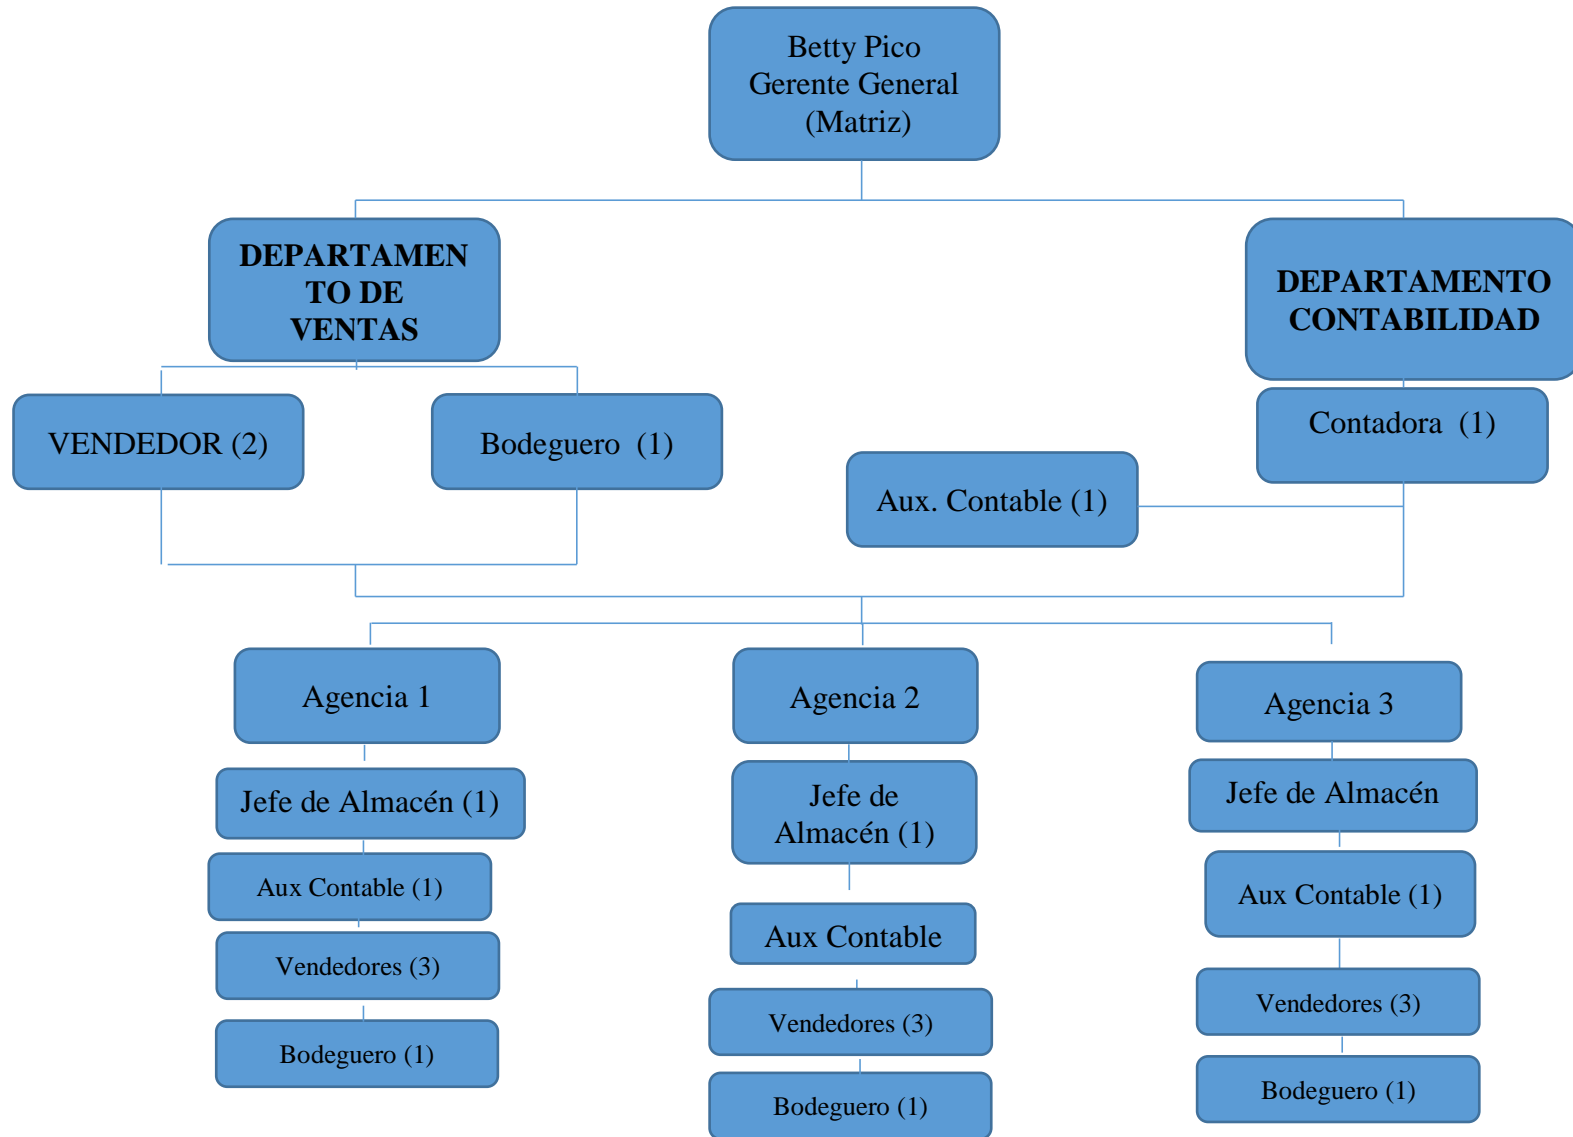 Betty Pico
Gerente General
(Matriz)
DEPARTAMEN
TO DE
VENTAS
DEPARTAMENTO
CONTABILIDAD
VENDEDOR (2)
Bodeguero (1)
Contadora (1)
Aux. Contable (1)
Agencia 1
Agencia 2
Agencia 3
Jefe de Almacén (1)
Jefe de
Almacén (1)
Jefe de Almacén
Aux Contable (1)
Aux Contable
Aux Contable (1)
Vendedores (3)
Vendedores (3)
Vendedores (3)
Bodeguero (1)
Bodeguero (1)
Bodeguero (1)